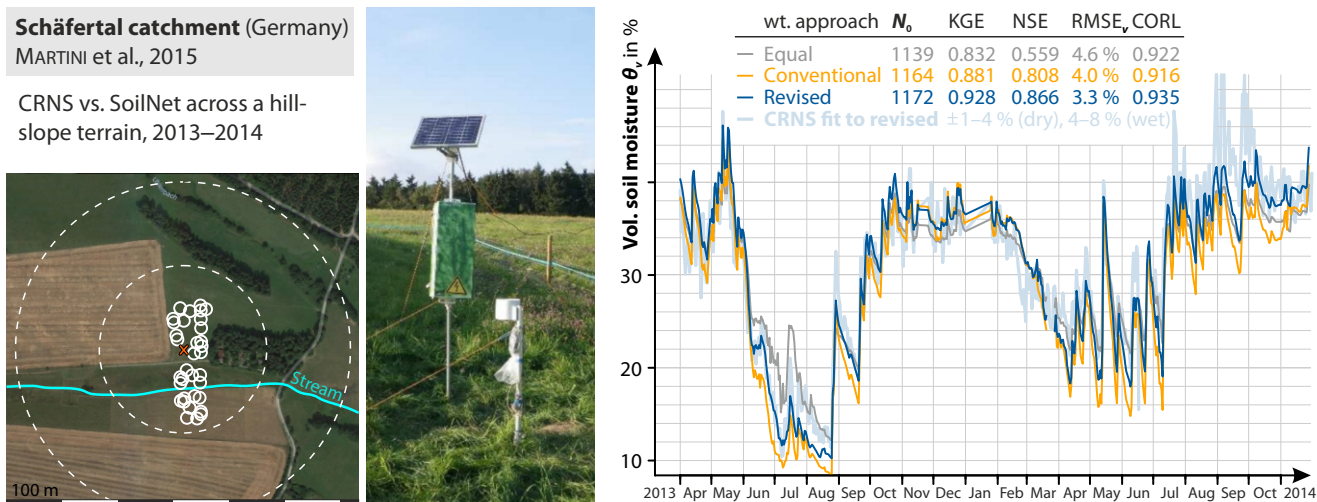 Schäfertal catchment (Germany)
MARTINI et al., 2015
CRNS vs. SoilNet across a hill-
slope terrain, 2013–2014
Stream
100 m
Vol. soil moisture θv in %
wt. approach N0 KGE NSE RMSEv CORL
Equal 1139 0.832 0.559 4.6 % 0.922
Conventional 1164 0.881 0.808 4.0 % 0.916
Revised 1172 0.928 0.866 3.3 % 0.935
CRNS fit to revised ±1–4 % (dry), 4–8 % (wet)
30
20
10
2013 Apr May Jun Jul Aug Sep Oct Nov Dec Jan Feb Mar Apr May Jun Jul Aug Sep Oct 2014